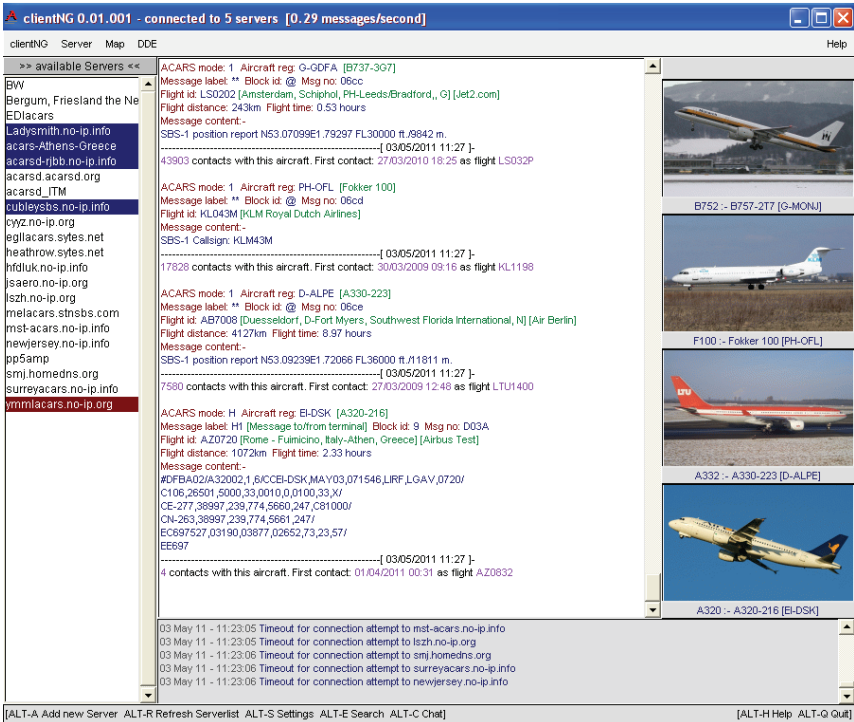 clientNG 0.01.001 - connected to 5 servers [0.29 messages/second]
clientNG Server Map DDE Help
>> available Servers <<
BW
Bergum, Friesland the Ne
EDIacars
Ladysmith.no-ip.info
acars-Athens-Greece
acarsd-rjbb.no-ip.info
acarsd.acarsd.org
acarsd_ITM
cubleysbs.no-ip.info
cyyz.no-ip.org
egllacars.sytes.net
heathrow.sytes.net
hfdluk.no-ip.info
jsaero.no-ip.org
lszh.no-ip.org
melacars.stnsbs.com
mst-acars.no-ip.info
newjersey.no-ip.info
pp5amp
smj.homedns.org
surreyacars.no-ip.info
ymmlacars.no-ip.org
ACARS mode: 1 Aircraft reg: G-GDFA [B737-3G7]
Message label: ** Block id: @ Msg no: 06cc
Flight id: LS0202 [Amsterdam, Schiphol, PH-Leeds/Bradford,, G] [Jet2.com]
Flight distance: 243km Flight time: 0.53 hours
Message content:-
SBS-1 position report N53.07099E1.79297 FL30000 ft./9842 m.
----------------------------------------------------------[ 03/05/2011 11:27 ]-
43903 contacts with this aircraft. First contact: 27/03/2010 18:25 as flight LS032P
ACARS mode: 1 Aircraft reg: PH-OFL [Fokker 100]
Message label: ** Block id: @ Msg no: 06cd
Flight id: KL043M [KLM Royal Dutch Airlines]
Message content:-
SBS-1 Callsign: KLM43M
----------------------------------------------------------[ 03/05/2011 11:27 ]-
17828 contacts with this aircraft. First contact: 30/03/2009 09:16 as flight KL1198
ACARS mode: 1 Aircraft reg: D-ALPE [A330-223]
Message label: ** Block id: @ Msg no: 06ce
Flight id: AB7008 [Duesseldorf, D-Fort Myers, Southwest Florida International, N] [Air Berlin]
Flight distance: 4127km Flight time: 8.97 hours
Message content:-
SBS-1 position report N53.09239E1.72066 FL36000 ft./11811 m.
----------------------------------------------------------[ 03/05/2011 11:27 ]-
7580 contacts with this aircraft. First contact: 27/03/2009 12:48 as flight LTU1400
ACARS mode: H Aircraft reg: EI-DSK [A320-216]
Message label: H1 [Message to/from terminal] Block id: 9 Msg no: D03A
Flight id: AZ0720 [Rome - Fuimicino, Italy-Athen, Greece] [Airbus Test]
Flight distance: 1072km Flight time: 2.33 hours
Message content:-
#DFBA02/A32002,1,6/CCEI-DSK,MAY03,071546,LIRF,LGAV,0720/
C106,26501,5000,33,0010,0,0100,33,X/
CE-277,38997,239,774,5660,247,C81000/
CN-263,38997,239,774,5661,247/
EC697527,03190,03877,02652,73,23,57/
EE697
----------------------------------------------------------[ 03/05/2011 11:27 ]-
4 contacts with this aircraft. First contact: 01/04/2011 00:31 as flight AZ0832
B752 :- B757-2T7 [G-MONJ]
F100 :- Fokker 100 [PH-OFL]
LTU
A332 :- A330-223 [D-ALPE]
A320 :- A320-216 [EI-DSK]
03 May 11 - 11:23:05 Timeout for connection attempt to mst-acars.no-ip.info
03 May 11 - 11:23:05 Timeout for connection attempt to lszh.no-ip.org
03 May 11 - 11:23:06 Timeout for connection attempt to smj.homedns.org
03 May 11 - 11:23:06 Timeout for connection attempt to surreyacars.no-ip.info
03 May 11 - 11:23:06 Timeout for connection attempt to newjersey.no-ip.info
[ALT-A Add new Server ALT-R Refresh Serverlist ALT-S Settings ALT-E Search ALT-C Chat] [ALT-H Help ALT-Q Quit]